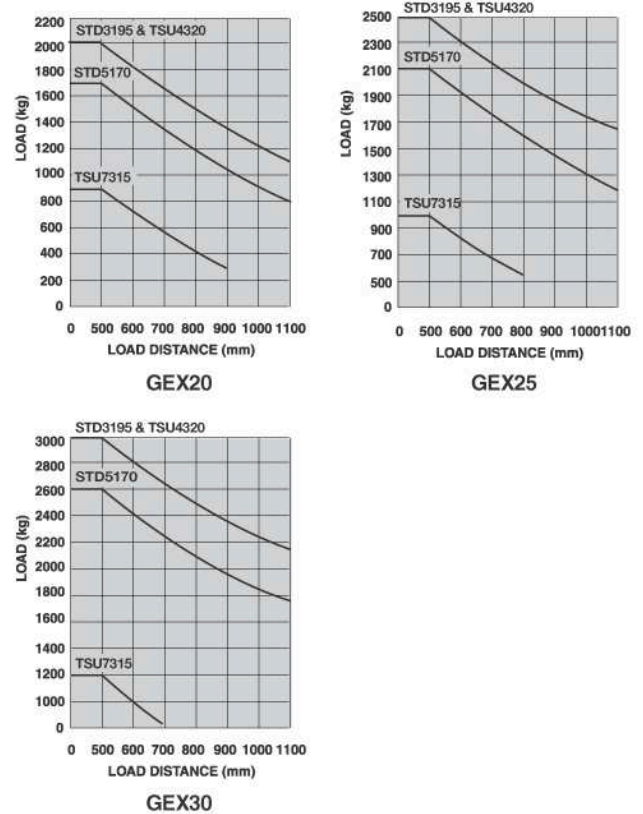 STD3195 & TSU4320
2200
2000
STD5170
1800
1600
1400
1200
TSU7315
1000
800
600
400
200
0
LOAD (kg)
0 500 600 700 800 900 1000 1100
LOAD DISTANCE (mm)
GEX20
STD3195 & TSU4320
2500
2300
STD5170
2100
1900
1700
1500
1300
TSU7315
1100
900
700
500
0
LOAD (kg)
0 500 600 700 800 900 10001100
LOAD DISTANCE (mm)
GEX25
STD3195 & TSU4320
3000
2800
STD5170
2600
2400
2200
2000
1800
1600
1400
TSU7315
1200
1000
0
LOAD (kg)
0 500 600 700 800 900 1000 1100
LOAD DISTANCE (mm)
GEX30